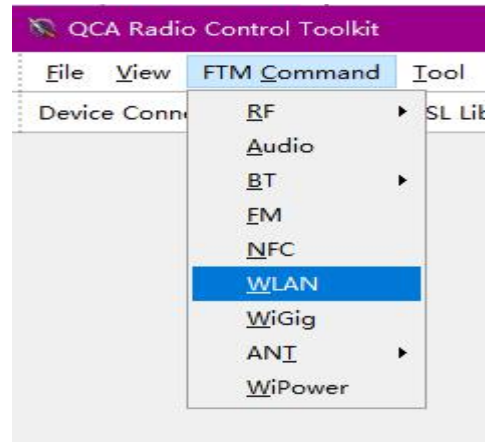 QCA Radio Control Toolkit
File View FTM Command Tool
Device Conn SL Lib
RF
Audio
BT
FM
NFC
WLAN
WiGig
ANT
WiPower